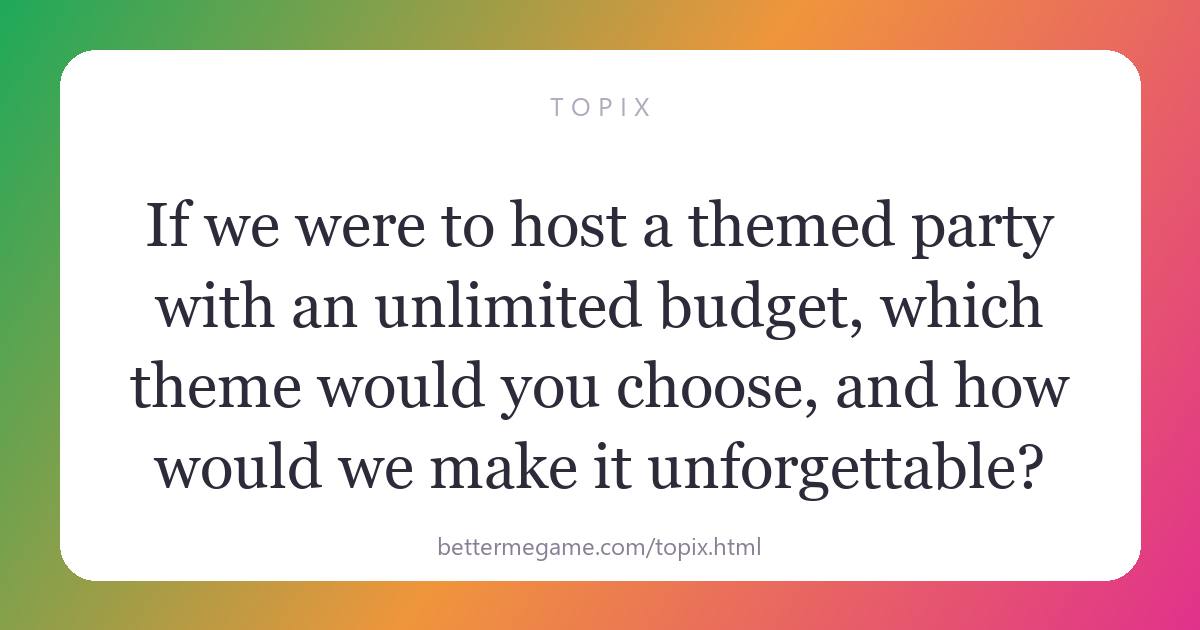 TOPIX
If we were to host a themed party
with an unlimited budget, which
theme would you choose, and how
would we make it unforgettable?
bettermegame.com/topix.html